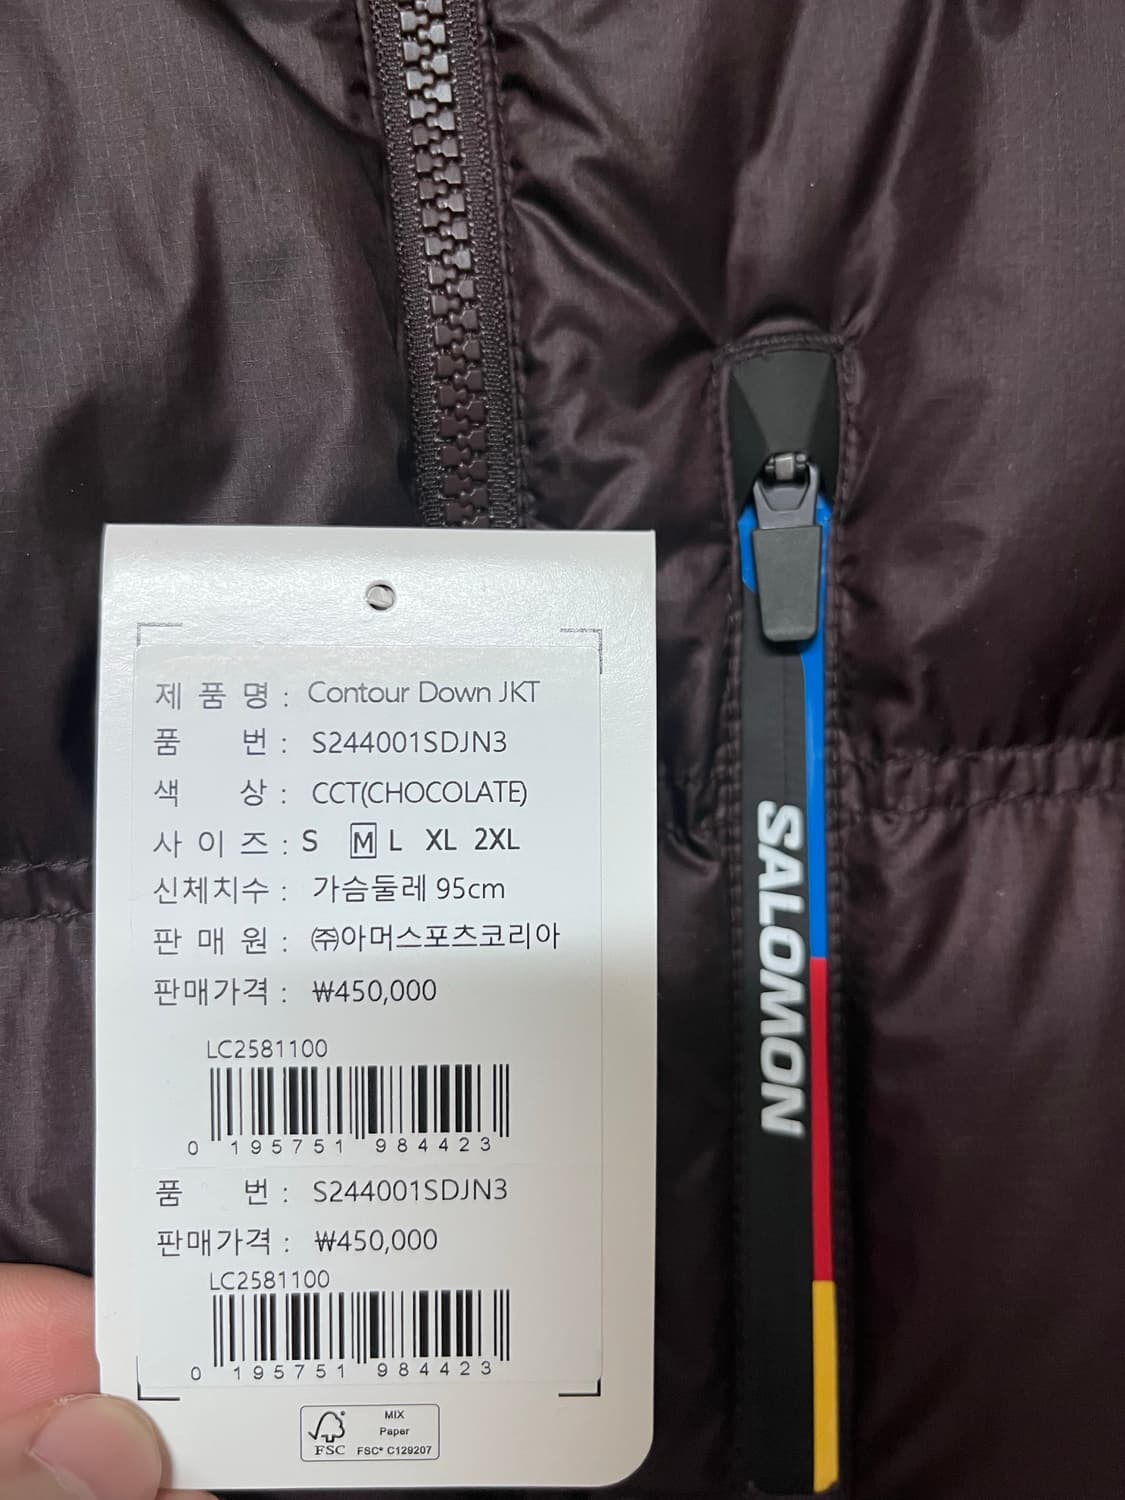 제 품 명 : Contour Down JKT
품 번 : S244001SDJN3
색 상 : CCT(CHOCOLATE)
사 이 즈 : S M L XL 2XL
신체치수 : 가슴둘레 95cm
판 매 원 : ㈜아머스포츠코리아
판매가격 : ₩450,000
LC2581100
0 195751 984423
품 번 : S244001SDJN3
판매가격 : ₩450,000
LC2581100
0 195751 984423
FSC
MIX
Paper
FSC® C129207
SALOMON